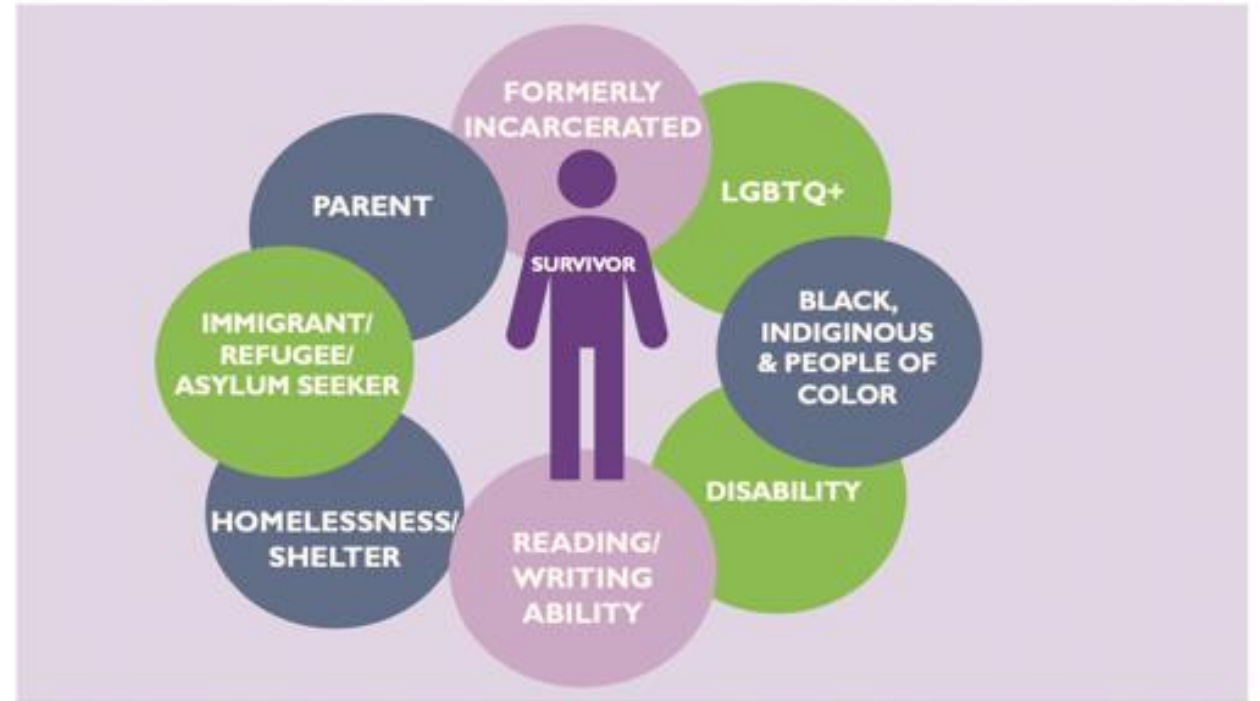 FORMERLY
INCARCERATED
LGBTQ+
PARENT
SURVIVOR
BLACK,
INDIGINOUS
& PEOPLE OF
COLOR
IMMIGRANT/
REFUGEE/
ASYLUM SEEKER
DISABILITY
HOMELESSNESS/
SHELTER
READING/
WRITING
ABILITY